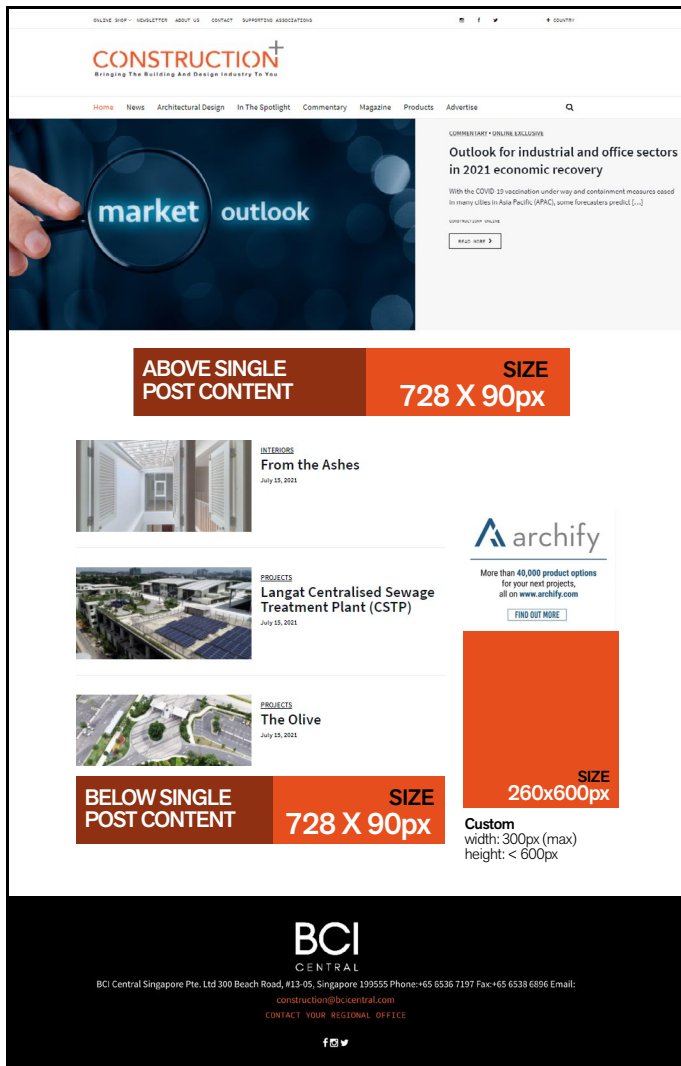 ONLINE SHOP NEWSLETTER ABOUT US CONTACT SUPPORTING ASSOCIATIONS
+ COUNTRY
CONSTRUCTION+
Bringing The Building And Design Industry To You
Home News Architectural Design In The Spotlight Commentary Magazine Products Advertise
market outlook
COMMENTARY • ONLINE EXCLUSIVE
Outlook for industrial and office sectors
in 2021 economic recovery
With the COVID-19 vaccination under way and containment measures eased
in many cities in Asia Pacific (APAC), some forecasters predict [...]
CONSTRUCTION+ ONLINE
READ MORE
ABOVE SINGLE
POST CONTENT
SIZE
728 X 90px
INTERIORS
From the Ashes
July 15, 2021
PROJECTS
Langat Centralised Sewage
Treatment Plant (CSTP)
July 15, 2021
PROJECTS
The Olive
July 15, 2021
BELOW SINGLE
POST CONTENT
SIZE
728 X 90px
archify
More than 40,000 product options
for your next projects,
all on www.archify.com
FIND OUT MORE
SIZE
260x600px
Custom
width: 300px (max)
height: < 600px
BCI
CENTRAL
BCI Central Singapore Pte. Ltd 300 Beach Road, #13-05, Singapore 199555 Phone:+65 6536 7197 Fax:+65 6538 6896 Email:
construction@bcicentral.com
CONTACT YOUR REGIONAL OFFICE